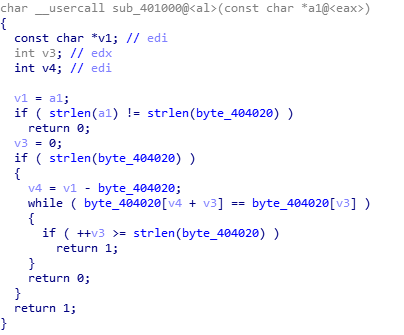 char __usercall sub_401000@<al>(const char *a1@<eax>)
{
  const char *v1; // edi
  int v3; // edx
  int v4; // edi

  v1 = a1;
  if ( strlen(a1) != strlen(byte_404020) )
    return 0;
  v3 = 0;
  if ( strlen(byte_404020) )
  {
    v4 = v1 - byte_404020;
    while ( byte_404020[v4 + v3] == byte_404020[v3] )
    {
      if ( ++v3 >= strlen(byte_404020) )
        return 1;
    }
    return 0;
  }
  return 1;
}